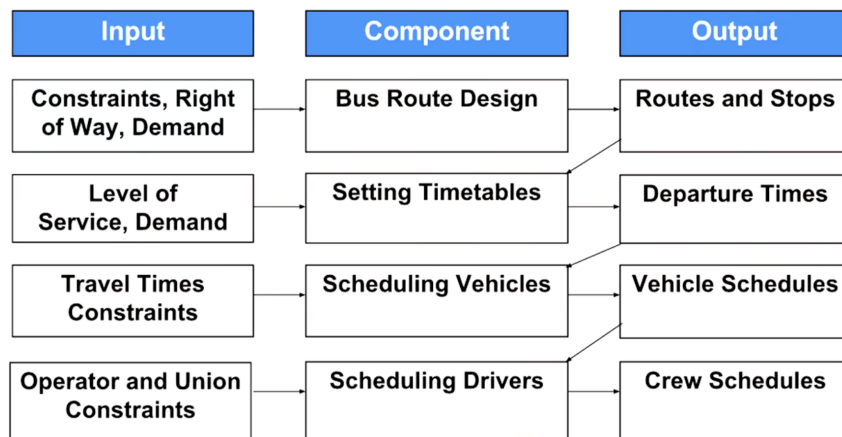 Input
Component
Output
Constraints, Right
of Way, Demand
Bus Route Design
Routes and Stops
Level of
Service, Demand
Setting Timetables
Departure Times
Travel Times
Constraints
Scheduling Vehicles
Vehicle Schedules
Operator and Union
Constraints
Scheduling Drivers
Crew Schedules